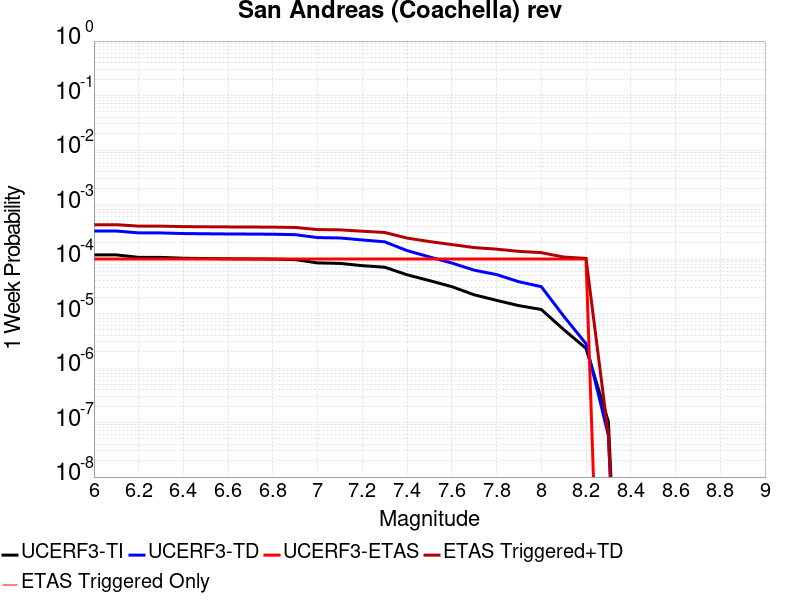 San Andreas (Coachella) rev
10^0
10^-1
10^-2
10^-3
10^-4
10^-5
10^-6
10^-7
10^-8
1 Week Probability
6 6.2 6.4 6.6 6.8 7 7.2 7.4 7.6 7.8 8 8.2 8.4 8.6 8.8 9
Magnitude
UCERF3-TI UCERF3-TD UCERF3-ETAS ETAS Triggered+TD
ETAS Triggered Only